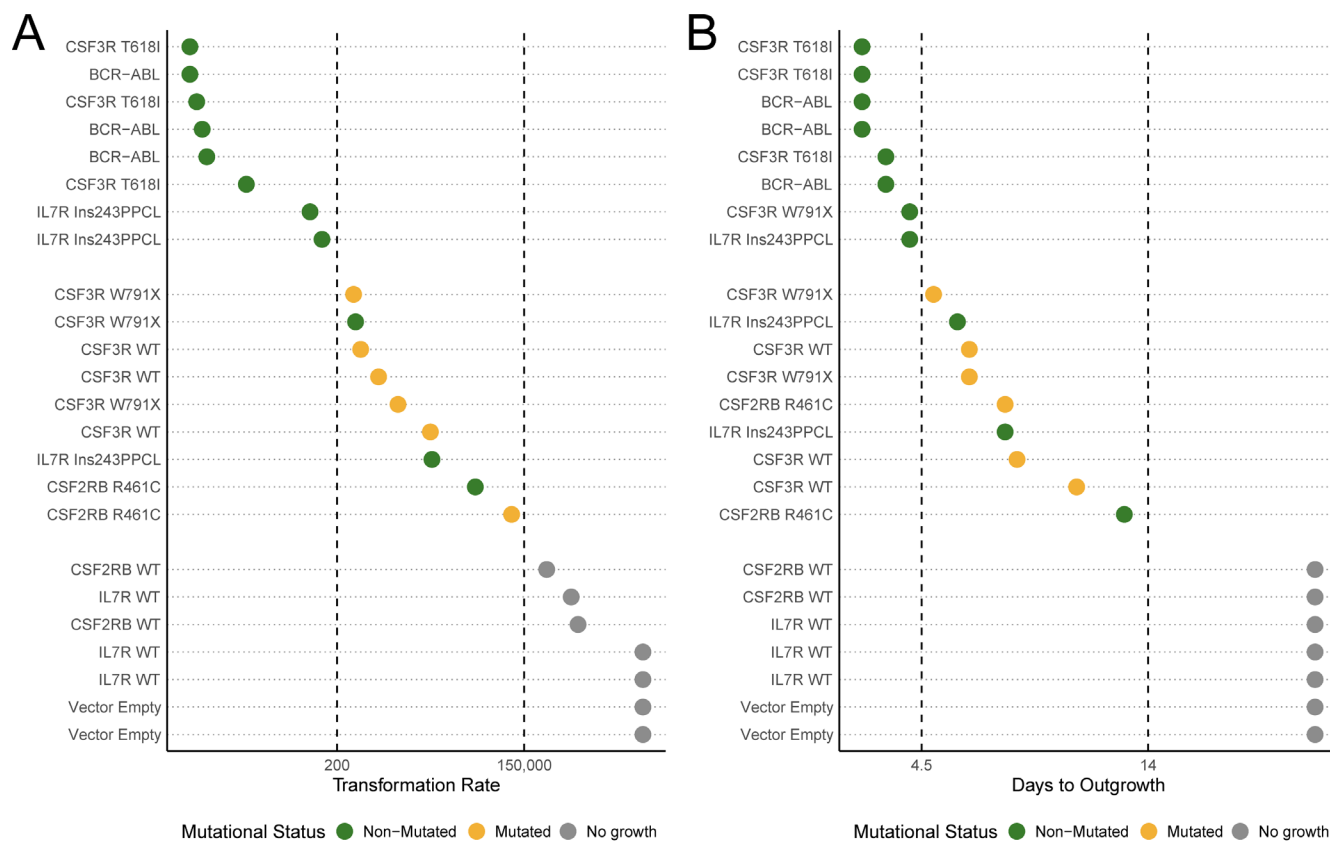 A
CSF3R T618I
BCR−ABL
CSF3R T618I
BCR−ABL
BCR−ABL
CSF3R T618I
IL7R Ins243PPCL
IL7R Ins243PPCL
CSF3R W791X
CSF3R W791X
CSF3R WT
CSF3R WT
CSF3R W791X
CSF3R WT
IL7R Ins243PPCL
CSF2RB R461C
CSF2RB R461C
CSF2RB WT
IL7R WT
CSF2RB WT
IL7R WT
IL7R WT
Vector Empty
Vector Empty
200 150,000
Transformation Rate
Mutational Status Non−Mutated Mutated No growth
B
CSF3R T618I
CSF3R T618I
BCR−ABL
BCR−ABL
CSF3R T618I
BCR−ABL
CSF3R W791X
IL7R Ins243PPCL
CSF3R W791X
IL7R Ins243PPCL
CSF3R WT
CSF3R W791X
CSF2RB R461C
IL7R Ins243PPCL
CSF3R WT
CSF3R WT
CSF2RB R461C
CSF2RB WT
CSF2RB WT
IL7R WT
IL7R WT
IL7R WT
Vector Empty
Vector Empty
4.5 14
Days to Outgrowth
Mutational Status Non−Mutated Mutated No growth